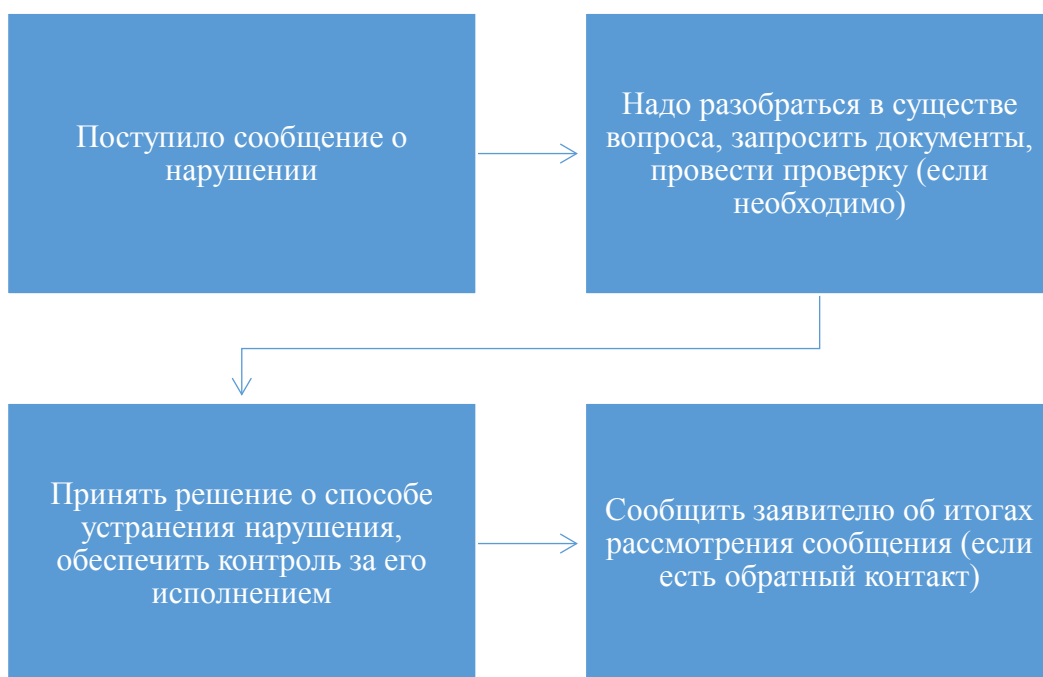 Поступило сообщение о
нарушении
Надо разобраться в существе
вопроса, запросить документы,
провести проверку (если
необходимо)
Принять решение о способе
устранения нарушения,
обеспечить контроль за его
исполнением
Сообщить заявителю об итогах
рассмотрения сообщения (если
есть обратный контакт)